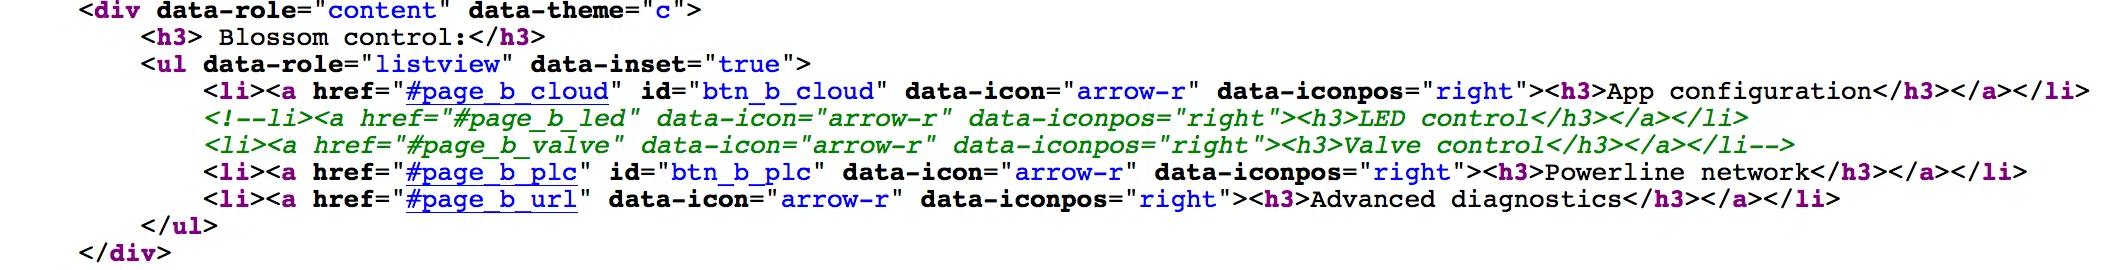 <div data-role="content" data-theme="c">
<h3> Blossom control:</h3>
<ul data-role="listview" data-inset="true">
<li><a href="#page_b_cloud" id="btn_b_cloud" data-icon="arrow-r" data-iconpos="right"><h3>App configuration</h3></a></li>
<!--li><a href="#page_b_led" data-icon="arrow-r" data-iconpos="right"><h3>LED control</h3></a></li>
<li><a href="#page_b_valve" data-icon="arrow-r" data-iconpos="right"><h3>Valve control</h3></a></li-->
<li><a href="#page_b_plc" id="btn_b_plc" data-icon="arrow-r" data-iconpos="right"><h3>Powerline network</h3></a></li>
<li><a href="#page_b_url" data-icon="arrow-r" data-iconpos="right"><h3>Advanced diagnostics</h3></a></li>
</ul>
</div>